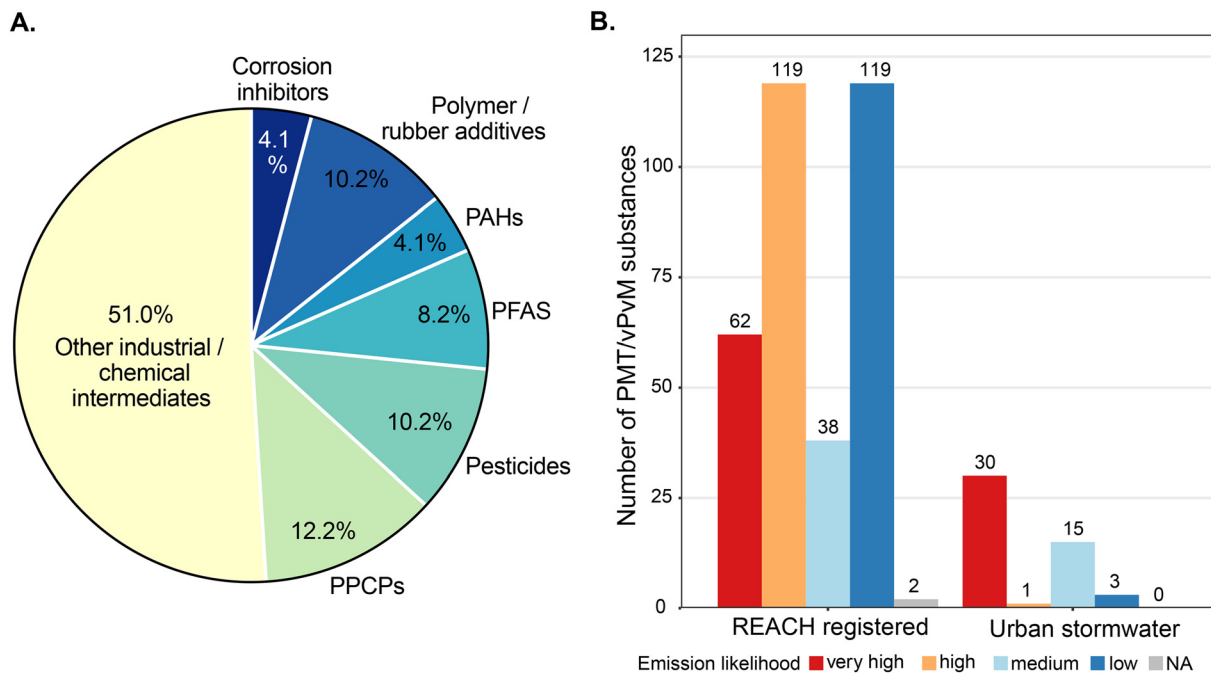 A.
Corrosion
inhibitors
4.1
%
Polymer /
rubber additives
10.2%
PAHs
4.1%
PFAS
8.2%
Pesticides
10.2%
PPCPs
12.2%
51.0%
Other industrial /
chemical
intermediates
B.
Number of PMT/vPvM substances
125
100
75
50
25
0
62
119
38
119
2
30
1
15
3
0
REACH registered
Urban stormwater
Emission likelihood very high high medium low NA